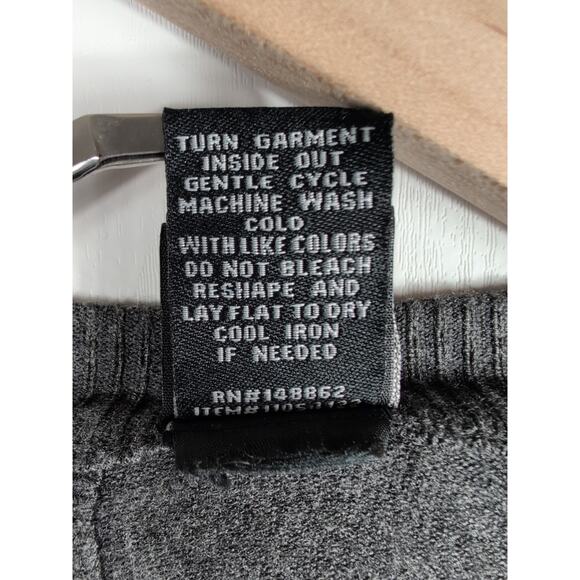 TURN GARMENT
INSIDE OUT
GENTLE CYCLE
MACHINE WASH
COLD
WITH LIKE COLORS
DO NOT BLEACH
RESHAPE AND
LAY FLAT TO DRY
COOL IRON
IF NEEDED
RN#148862
ITEM#